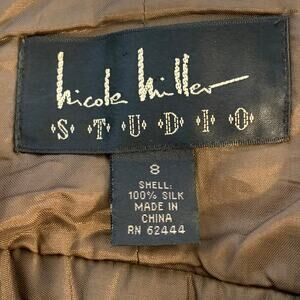 nicole miller
S·T·U·D·I·O
8
SHELL:
100% SILK
MADE IN
CHINA
RN 62444